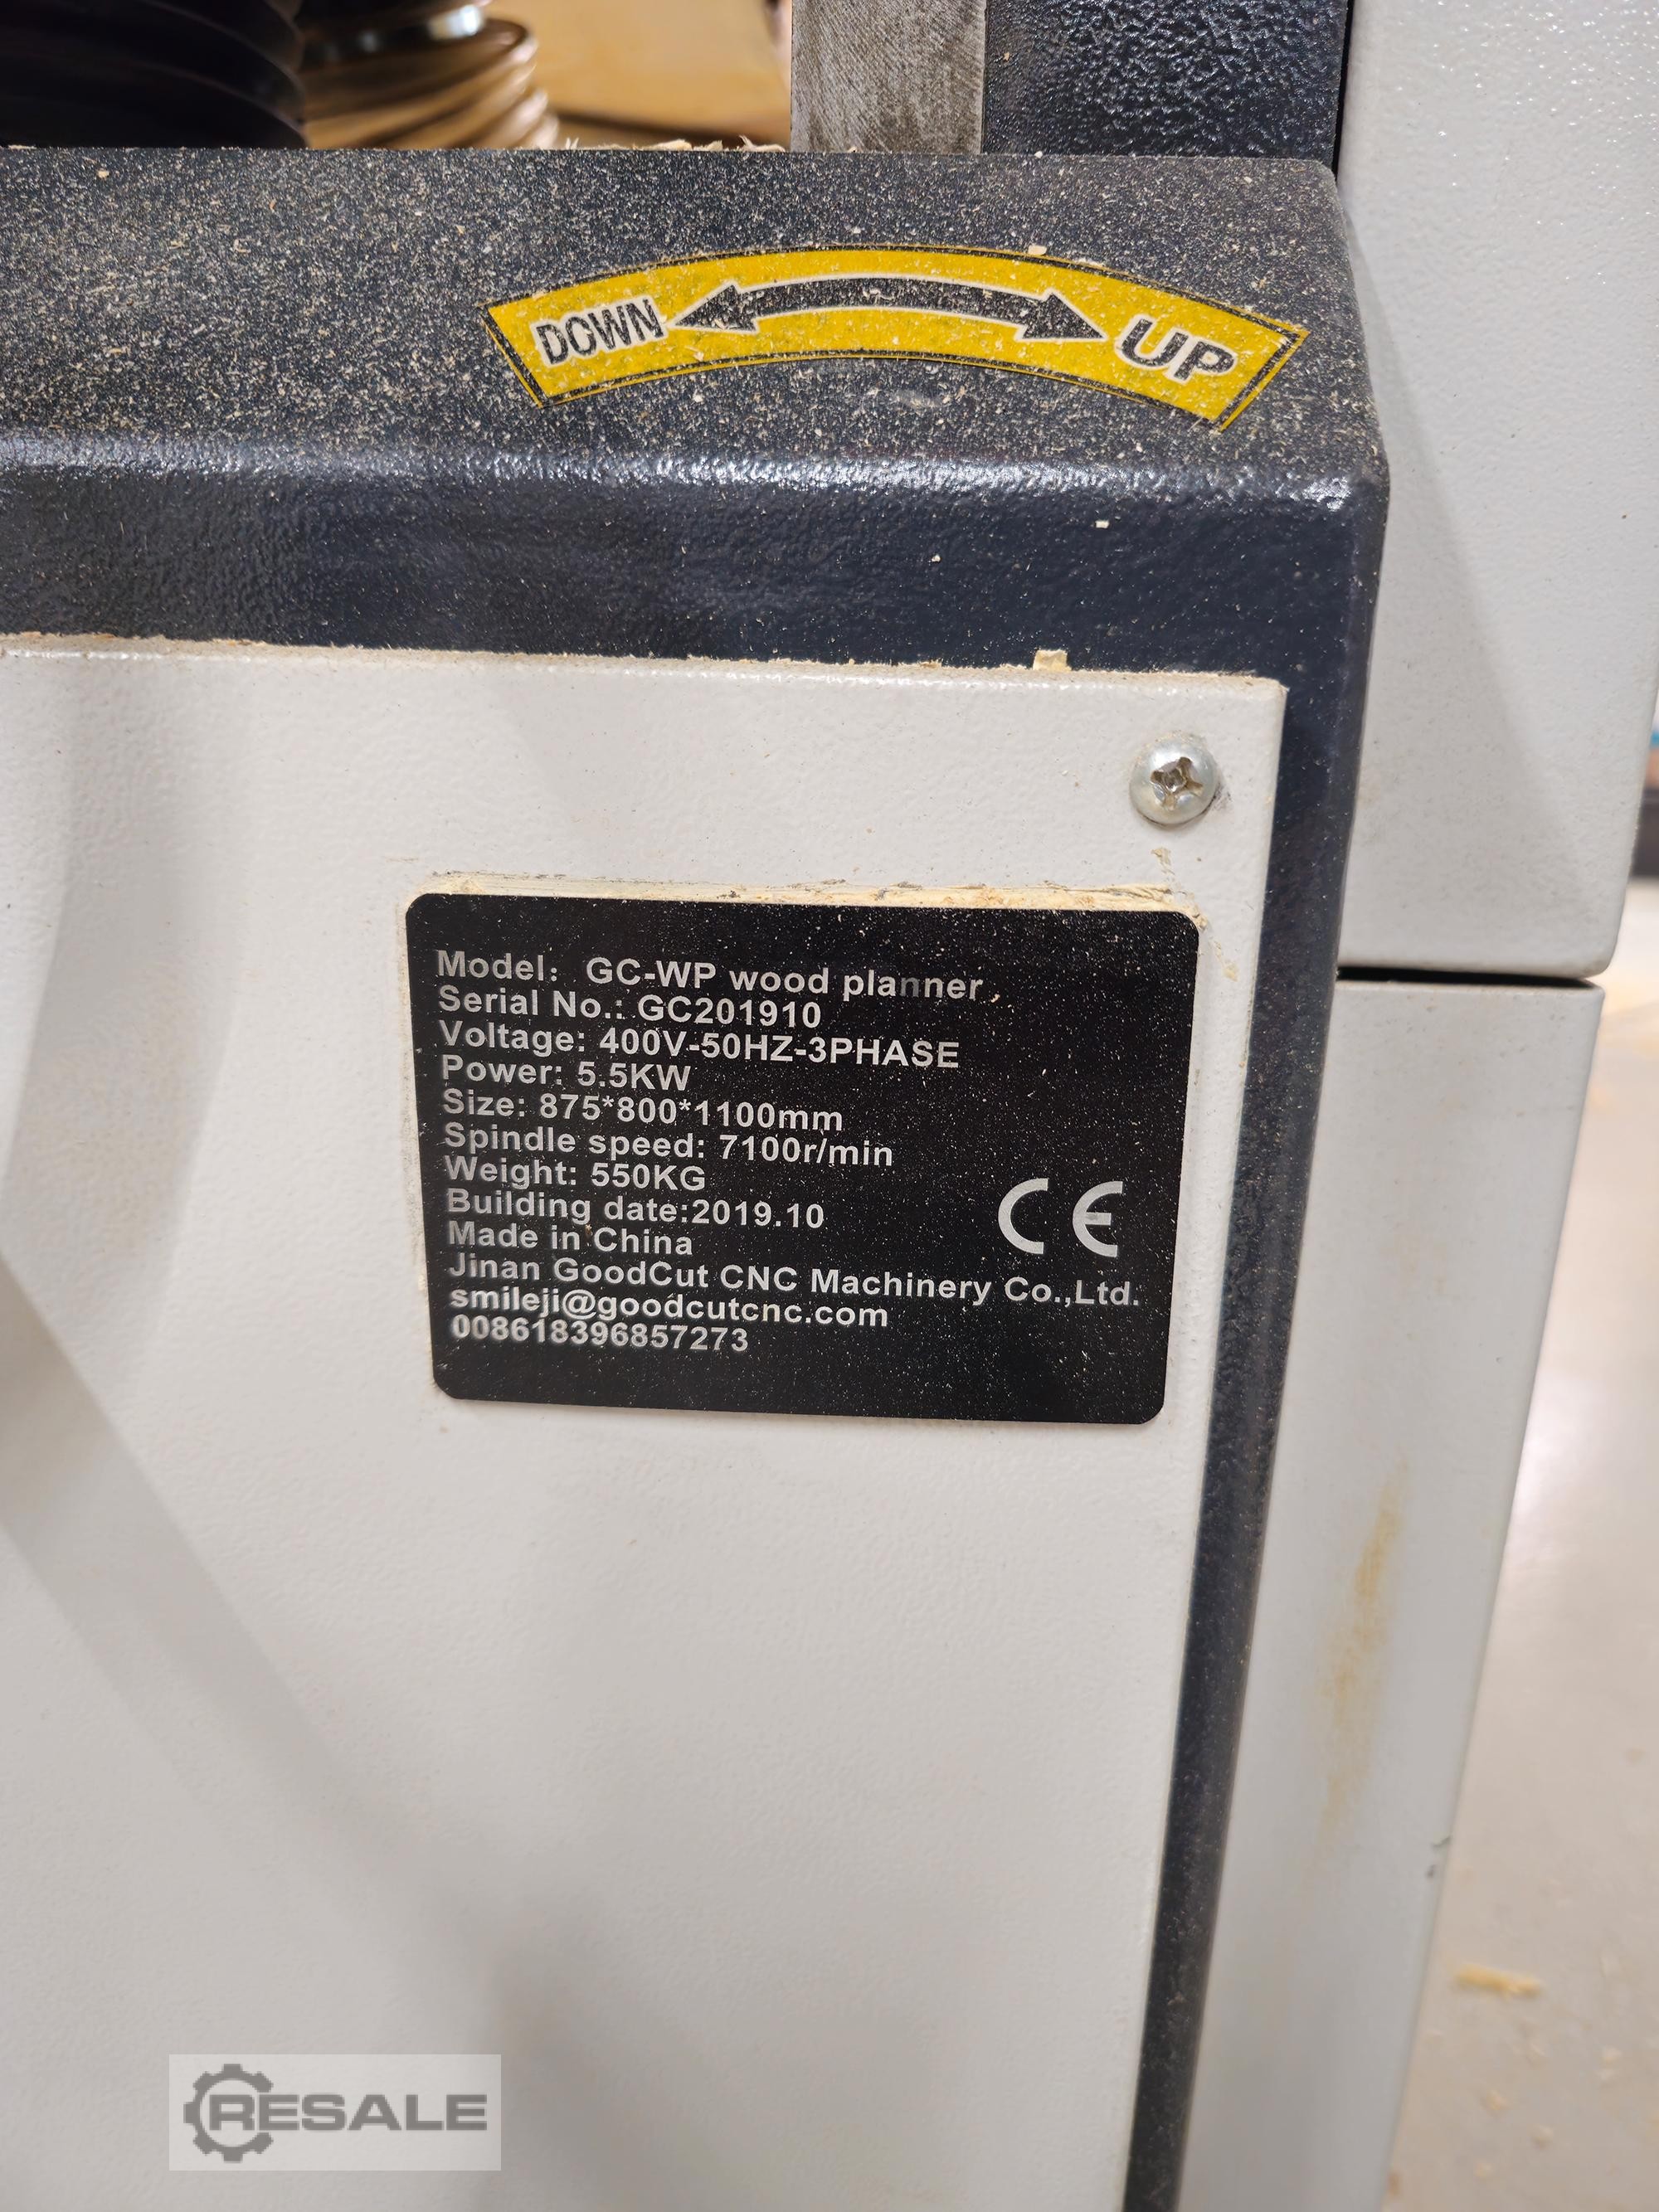 DOWN UP
Model: GC-WP wood planner
Serial No.: GC201910
Voltage: 400V-50HZ-3PHASE
Power: 5.5KW
Size: 875*800*1100mm
Spindle speed: 7100r/min
Weight: 550KG
Building date:2019.10
Made in China
Jinan GoodCut CNC Machinery Co.,Ltd.
smileji@goodcutcnc.com
008618396857273
CE
RESALE